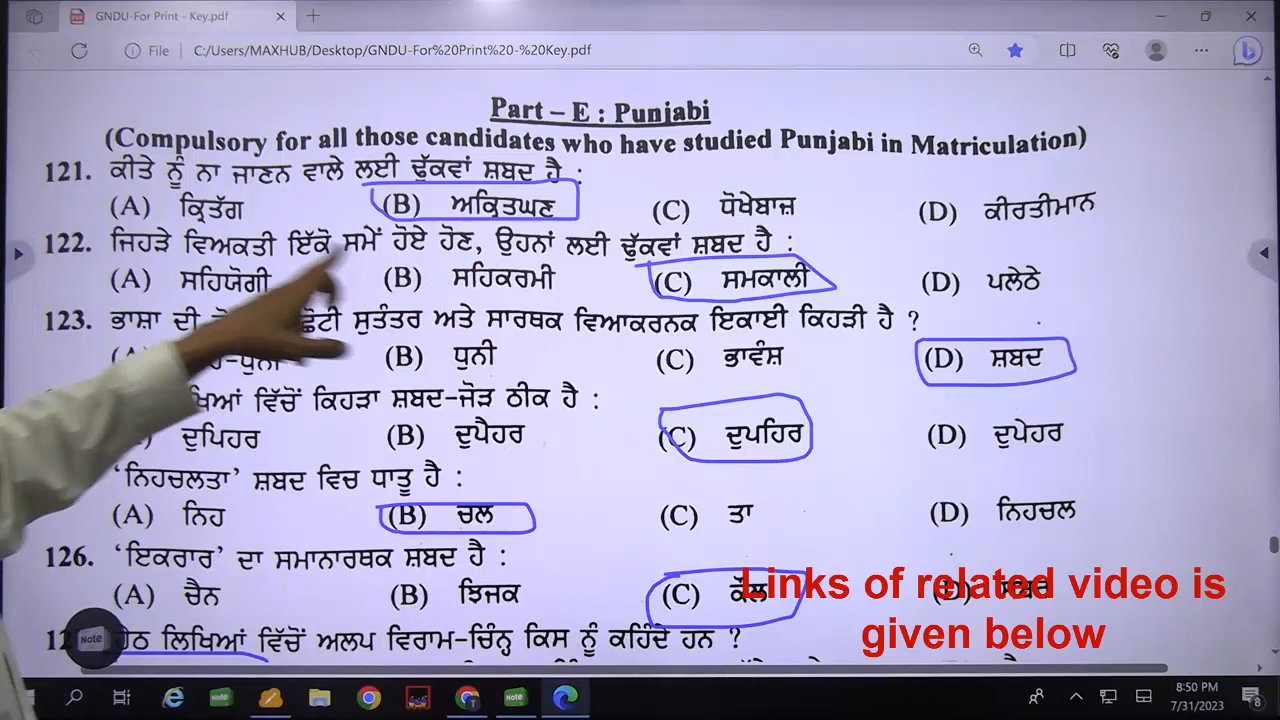 GNDU-For Print - Key.pdf
File C:/Users/MAXHUB/Desktop/GNDU-For%20Print%20-%20Key.pdf
Part – E : Punjabi
(Compulsory for all those candidates who have studied Punjabi in Matriculation)
121. ਕੀਤੇ ਨੂੰ ਨਾ ਜਾਣਨ ਵਾਲੇ ਲਈ ਢੁੱਕਵਾਂ ਸ਼ਬਦ ਹੈ :
(A) ਕ੍ਰਿਤੱਗ (B) ਅਕ੍ਰਿਤਘਣ (C) ਧੋਖੇਬਾਜ਼ (D) ਕੀਰਤੀਮਾਨ
122. ਜਿਹੜੇ ਵਿਅਕਤੀ ਇੱਕੋ ਸਮੇਂ ਹੋਏ ਹੋਣ, ਉਹਨਾਂ ਲਈ ਢੁੱਕਵਾਂ ਸ਼ਬਦ ਹੈ :
(A) ਸਹਿਯੋਗੀ (B) ਸਹਿਕਰਮੀ (C) ਸਮਕਾਲੀ (D) ਪਲੇਠੇ
123. ਭਾਸ਼ਾ ਦੀ ਛੋਟੀ ਸੁਤੰਤਰ ਅਤੇ ਸਾਰਥਕ ਵਿਆਕਰਨਕ ਇਕਾਈ ਕਿਹੜੀ ਹੈ ?
(B) ਧੁਨੀ (C) ਭਾਵੰਸ਼ (D) ਸ਼ਬਦ
ਵਿੱਚੋਂ ਕਿਹੜਾ ਸ਼ਬਦ-ਜੋੜ ਠੀਕ ਹੈ :
ਦੁਪਿਹਰ (B) ਦੁਪੈਹਰ (C) ਦੁਪਹਿਰ (D) ਦੁਪੇਹਰ
‘ਨਿਹਚਲਤਾ’ ਸ਼ਬਦ ਵਿਚ ਧਾਤੂ ਹੈ :
(A) ਨਿਹ (B) ਚਲ (C) ਤਾ (D) ਨਿਹਚਲ
126. ‘ਇਕਰਾਰ’ ਦਾ ਸਮਾਨਾਰਥਕ ਸ਼ਬਦ ਹੈ :
(A) ਚੈਨ (B) ਝਿਜਕ (C) ਕੌਲ (D)
Links of related video is
given below
ਹੇਠ ਲਿਖਿਆਂ ਵਿੱਚੋਂ ਅਲਪ ਵਿਰਾਮ-ਚਿੰਨ੍ਹ ਕਿਸ ਨੂੰ ਕਹਿੰਦੇ ਹਨ ?
Note
Note
Note
8:50 PM
7/31/2023
8